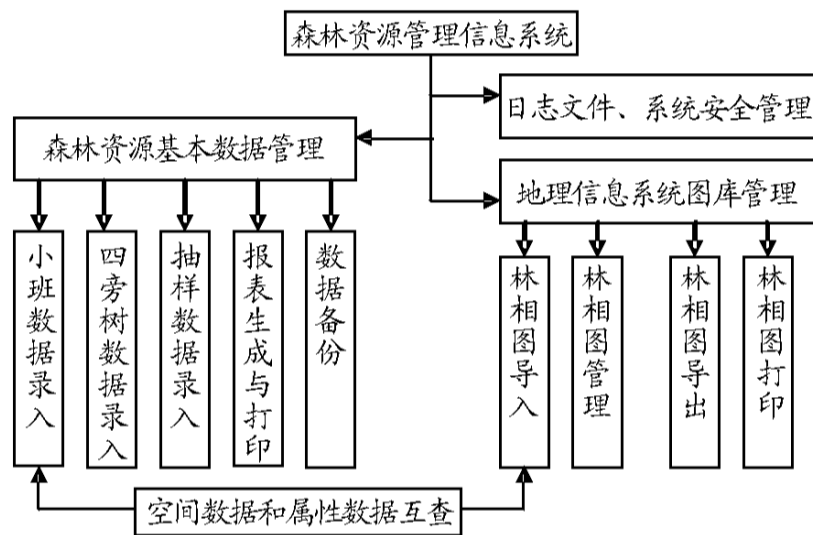 森林资源管理信息系统
日志文件、系统安全管理
森林资源基本数据管理
地理信息系统图库管理
小班数据录入
四旁树数据录入
抽样数据录入
报表生成与打印
数据备份
林相图导入
林相图管理
林相图导出
林相图打印
空间数据和属性数据互查